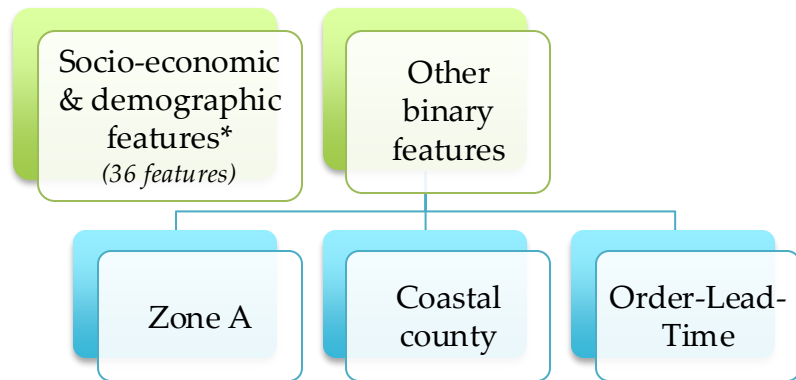 Socio-economic
& demographic
features*
(36 features)
Other
binary
features
Zone A
Coastal
county
Order-Lead-
Time